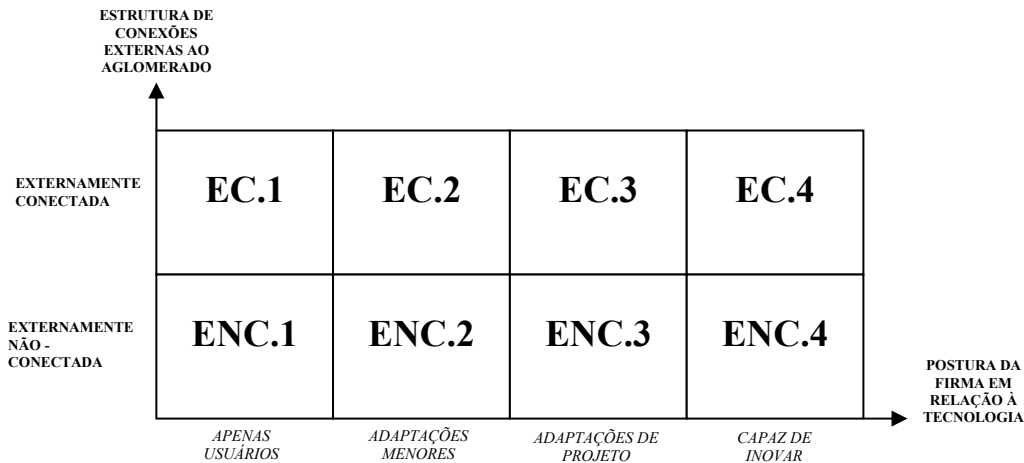 ESTRUTURA DE
CONEXÕES
EXTERNAS AO
AGLOMERADO
EXTERNAMENTE
CONECTADA
EC.1
EC.2
EC.3
EC.4
EXTERNAMENTE
NÃO -
CONECTADA
ENC.1
ENC.2
ENC.3
ENC.4
POSTURA DA
FIRMA EM
RELAÇÃO À
TECNOLOGIA
APENAS
USUÁRIOS
ADAPTAÇÕES
MENORES
ADAPTAÇÕES DE
PROJETO
CAPAZ DE
INOVAR